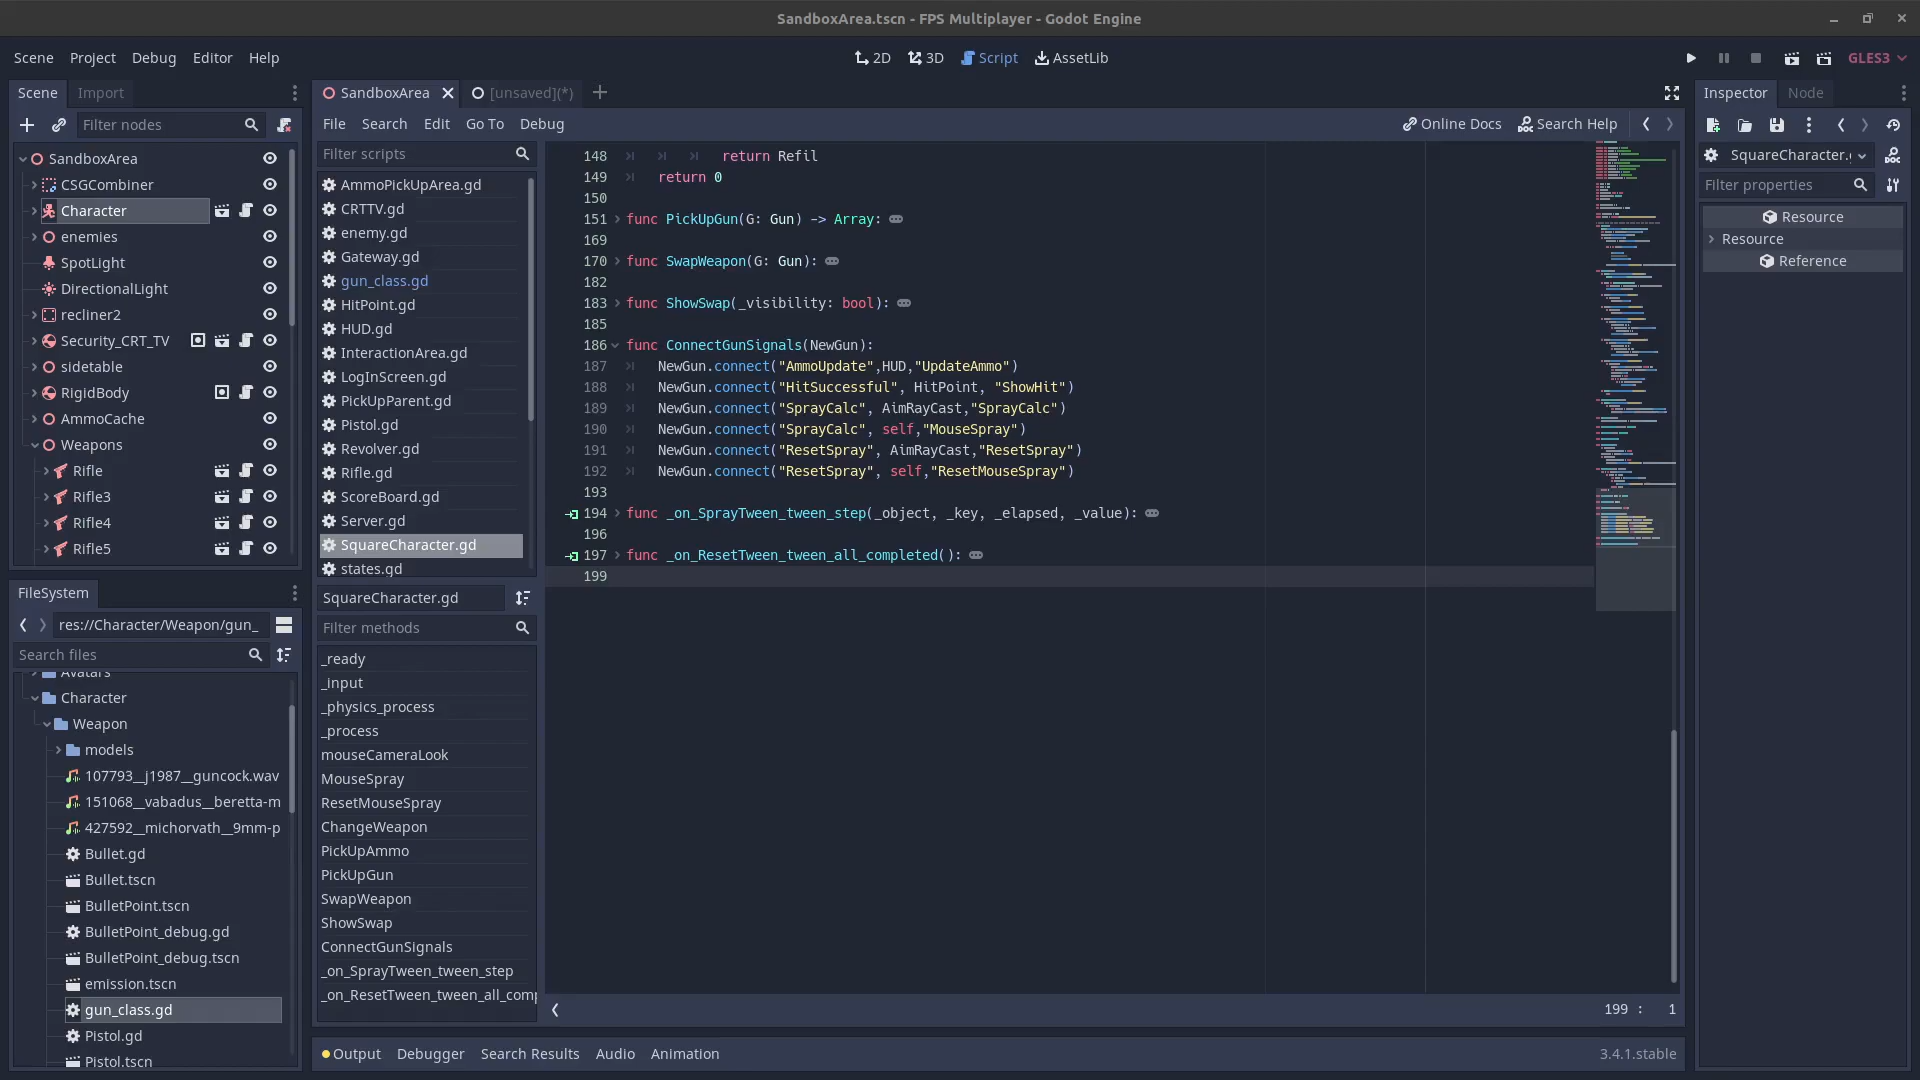 SandboxArea.tscn - FPS Multiplayer - Godot Engine
Scene Project Debug Editor Help
2D 3D Script AssetLib
GLES3
Scene Import
Filter nodes
SandboxArea
CSGCombiner
Character
enemies
SpotLight
DirectionalLight
recliner2
Security_CRT_TV
sidetable
RigidBody
AmmoCache
Weapons
Rifle
Rifle3
Rifle4
Rifle5
FileSystem
res://Character/Weapon/gun_
Search files
Avatars
Character
Weapon
models
107793__j1987__guncock.wav
151068__vabadus__beretta-m
427592__michorvath__9mm-p
Bullet.gd
Bullet.tscn
BulletPoint.tscn
BulletPoint_debug.gd
BulletPoint_debug.tscn
emission.tscn
gun_class.gd
Pistol.gd
Pistol.tscn
SandboxArea [unsaved](*)
File Search Edit Go To Debug
Online Docs Search Help
Filter scripts
AmmoPickUpArea.gd
CRTTV.gd
enemy.gd
Gateway.gd
gun_class.gd
HitPoint.gd
HUD.gd
InteractionArea.gd
LogInScreen.gd
PickUpParent.gd
Pistol.gd
Revolver.gd
Rifle.gd
ScoreBoard.gd
Server.gd
SquareCharacter.gd
states.gd
SquareCharacter.gd
Filter methods
_ready
_input
_physics_process
_process
mouseCameraLook
MouseSpray
ResetMouseSpray
ChangeWeapon
PickUpAmmo
PickUpGun
SwapWeapon
ShowSwap
ConnectGunSignals
_on_SprayTween_tween_step
_on_ResetTween_tween_all_comp
148 return Refil
149 return 0
150
151 func PickUpGun(G: Gun) -> Array:
169
170 func SwapWeapon(G: Gun):
182
183 func ShowSwap(_visibility: bool):
185
186 func ConnectGunSignals(NewGun):
187 NewGun.connect("AmmoUpdate",HUD,"UpdateAmmo")
188 NewGun.connect("HitSuccessful", HitPoint, "ShowHit")
189 NewGun.connect("SprayCalc", AimRayCast,"SprayCalc")
190 NewGun.connect("SprayCalc", self,"MouseSpray")
191 NewGun.connect("ResetSpray", AimRayCast,"ResetSpray")
192 NewGun.connect("ResetSpray", self,"ResetMouseSpray")
193
194 func _on_SprayTween_tween_step(_object, _key, _elapsed, _value):
196
197 func _on_ResetTween_tween_all_completed():
199
199 : 1
Output Debugger Search Results Audio Animation
3.4.1.stable
Inspector Node
SquareCharacter.g
Filter properties
Resource
Resource
Reference